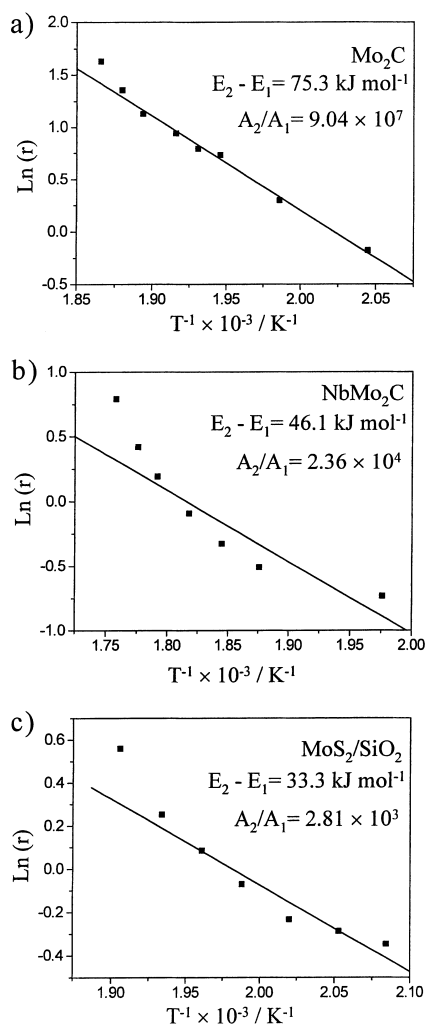 a)
2.0
Mo₂C
E₂ - E₁= 75.3 kJ mol⁻¹
A₂/A₁= 9.04 × 10⁷
1.5
1.0
0.5
0.0
-0.5
Ln (r)
1.85 1.90 1.95 2.00 2.05
T⁻¹ × 10⁻³ / K⁻¹
b)
1.0
NbMo₂C
E₂ - E₁= 46.1 kJ mol⁻¹
A₂/A₁= 2.36 × 10⁴
0.5
0.0
-0.5
-1.0
Ln (r)
1.75 1.80 1.85 1.90 1.95 2.00
T⁻¹ × 10⁻³ / K⁻¹
c)
0.6
MoS₂/SiO₂
E₂ - E₁= 33.3 kJ mol⁻¹
A₂/A₁= 2.81 × 10³
0.4
0.2
0.0
-0.2
-0.4
Ln (r)
1.90 1.95 2.00 2.05 2.10
T⁻¹ × 10⁻³ / K⁻¹